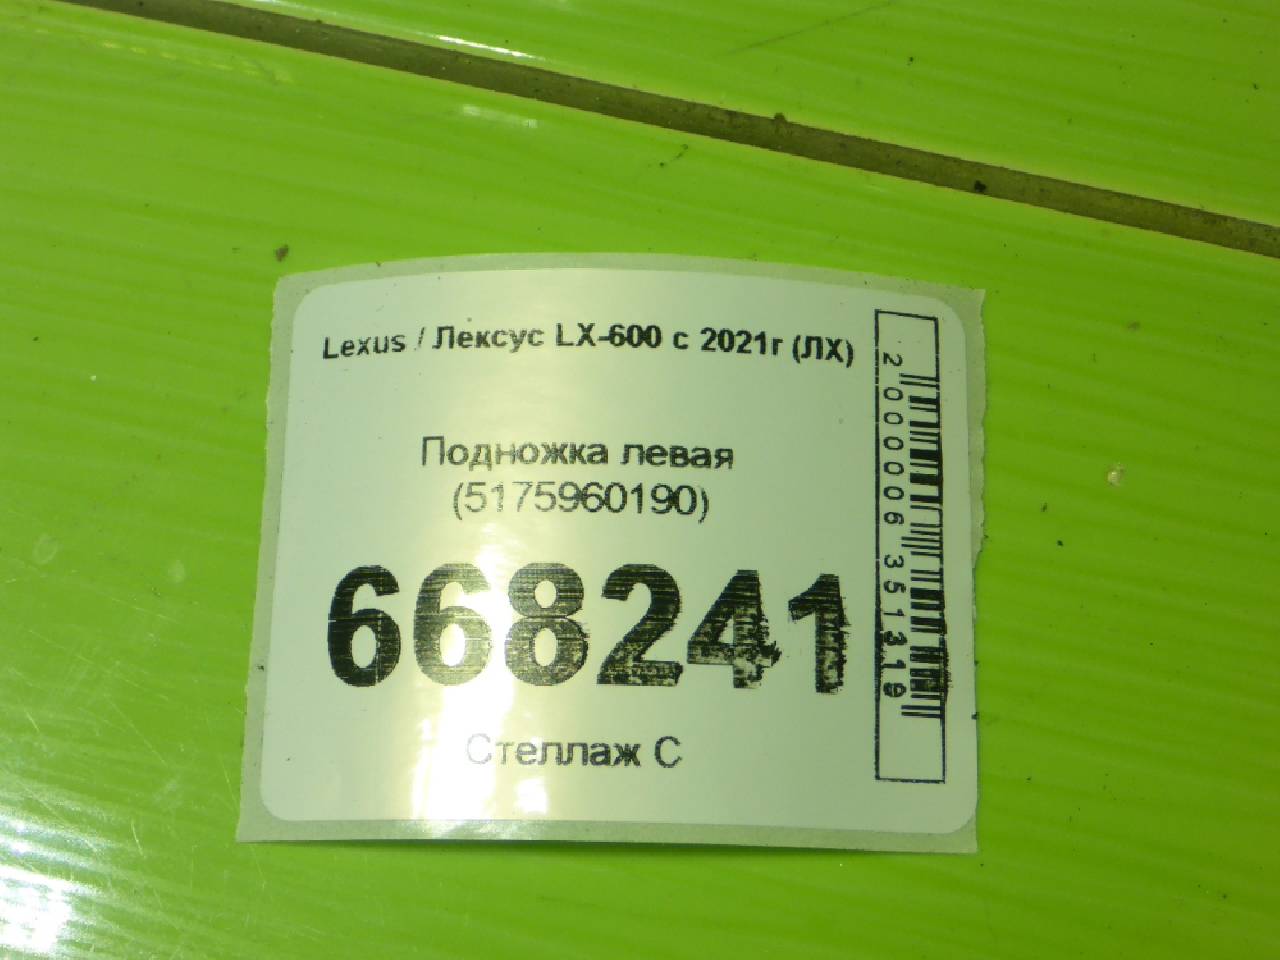 Lexus / Лексус LX-600 с 2021г (ЛХ)
Подножка левая
(5175960190)
668241
Стеллаж С
2000006351319